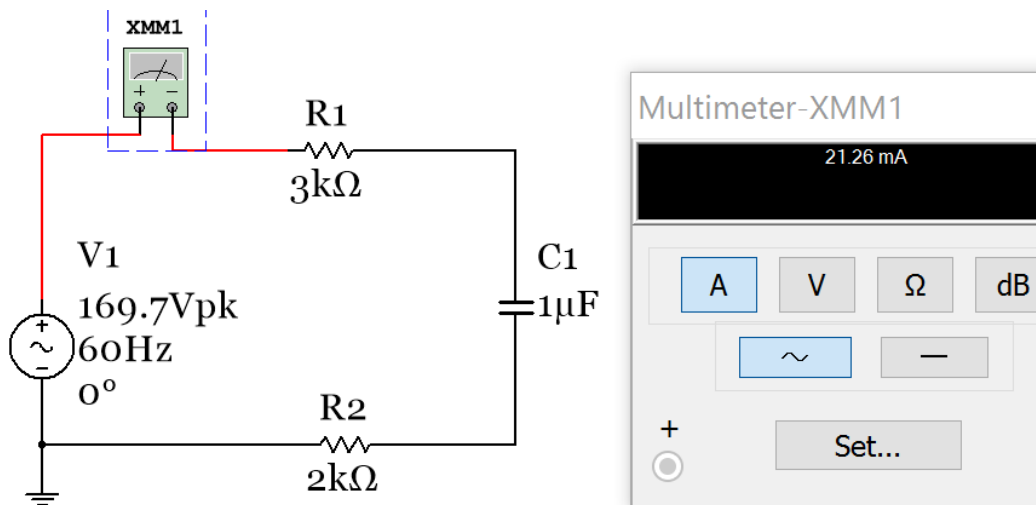 XMM1
+ −
R1
3kΩ
V1
169.7Vpk
60Hz
0°
+
~
−
C1
1µF
R2
2kΩ
Multimeter-XMM1
21.26 mA
A V Ω dB
~ —
+
Set...